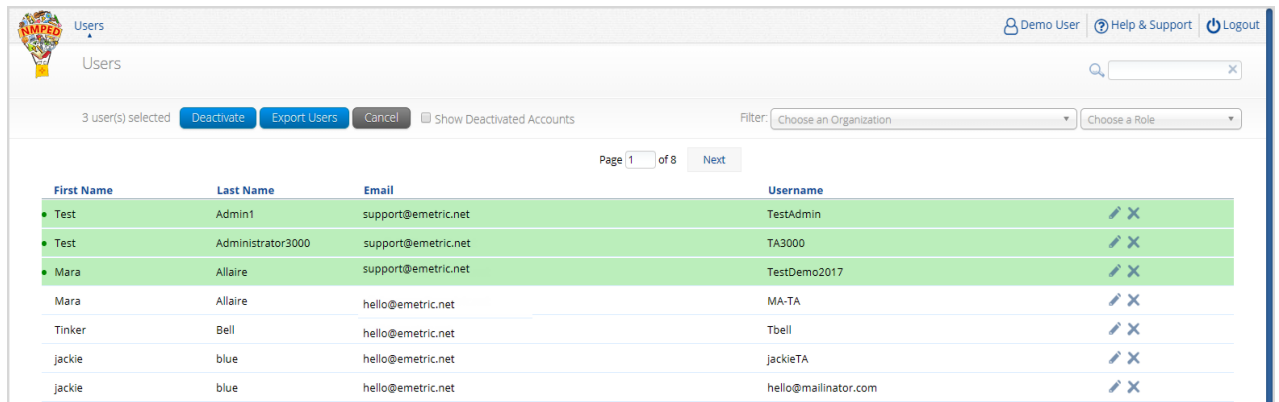 NMPED Users Demo User Help & Support Logout
Users
3 user(s) selected Deactivate Export Users Cancel Show Deactivated Accounts Filter: Choose an Organization Choose a Role
Page 1 of 8 Next
First Name Last Name Email Username
Test Admin1 support@emetric.net TestAdmin
Test Administrator3000 support@emetric.net TA3000
Mara Allaire support@emetric.net TestDemo2017
Mara Allaire hello@emetric.net MA-TA
Tinker Bell hello@emetric.net Tbell
jackie blue hello@emetric.net jackieTA
jackie blue hello@emetric.net hello@mailinator.com